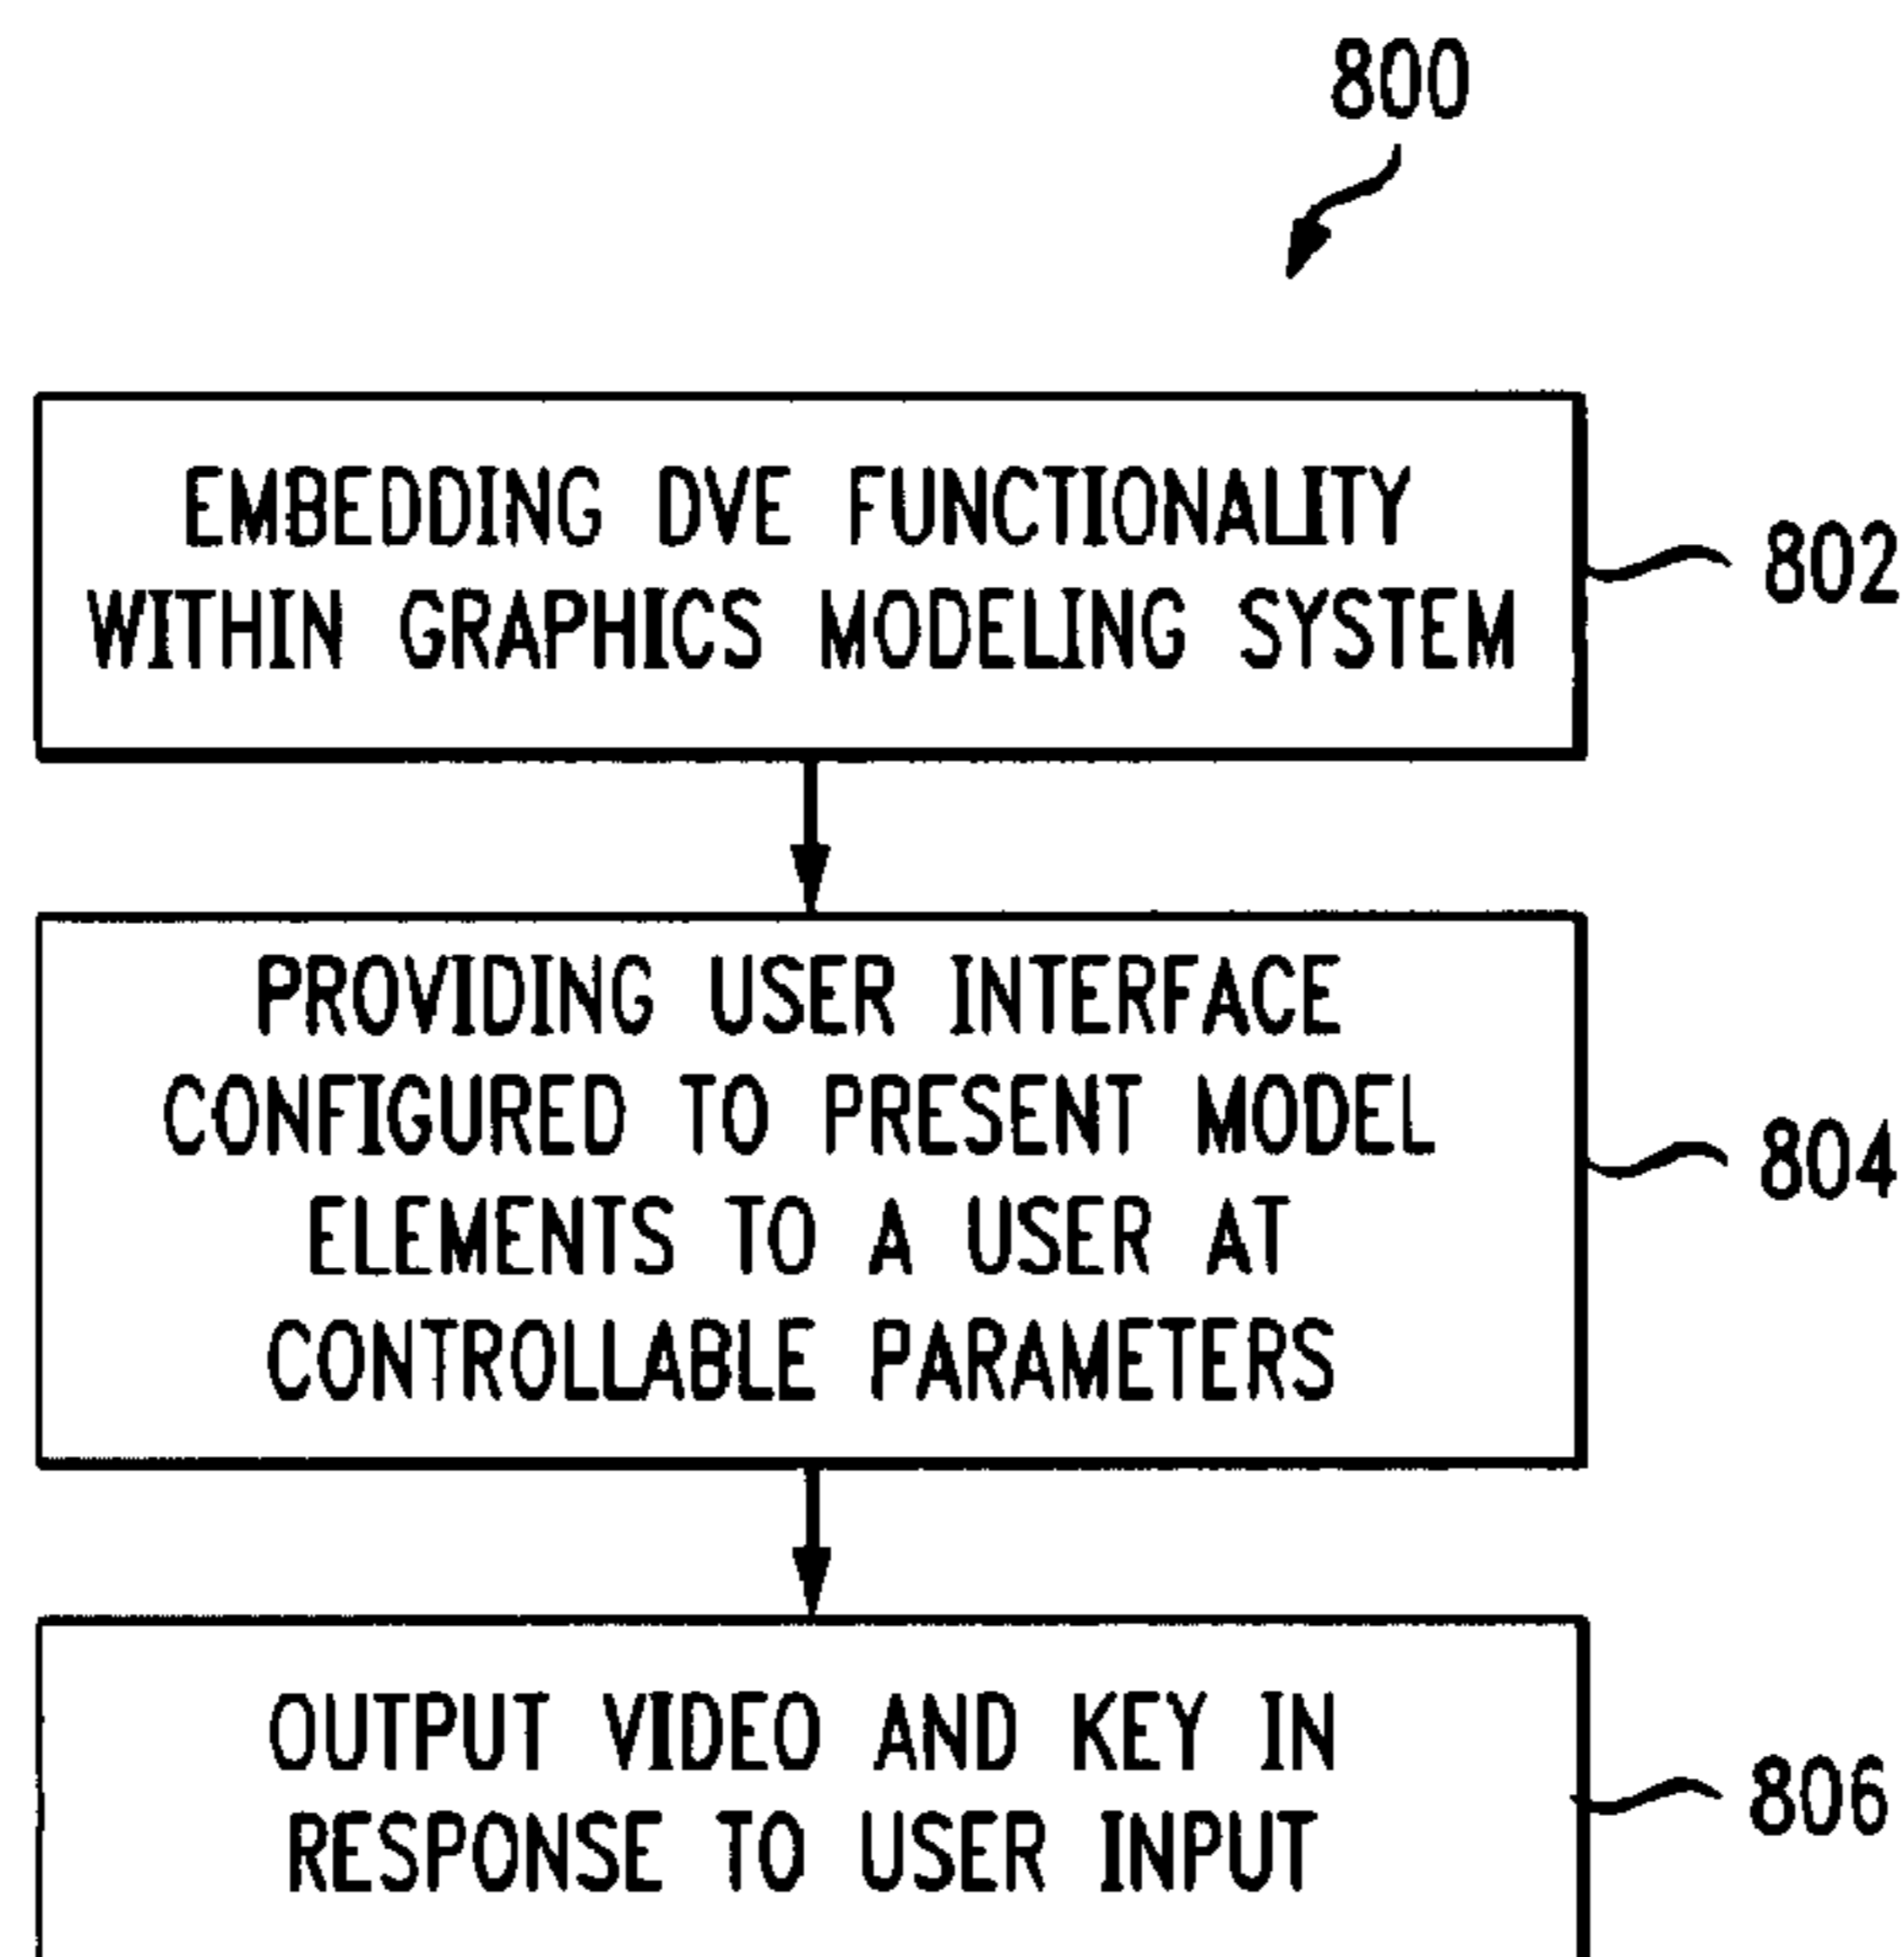 800
EMBEDDING DVE FUNCTIONALITY
WITHIN GRAPHICS MODELING SYSTEM
802
PROVIDING USER INTERFACE
CONFIGURED TO PRESENT MODEL
ELEMENTS TO A USER AT
CONTROLLABLE PARAMETERS
804
OUTPUT VIDEO AND KEY IN
RESPONSE TO USER INPUT
806